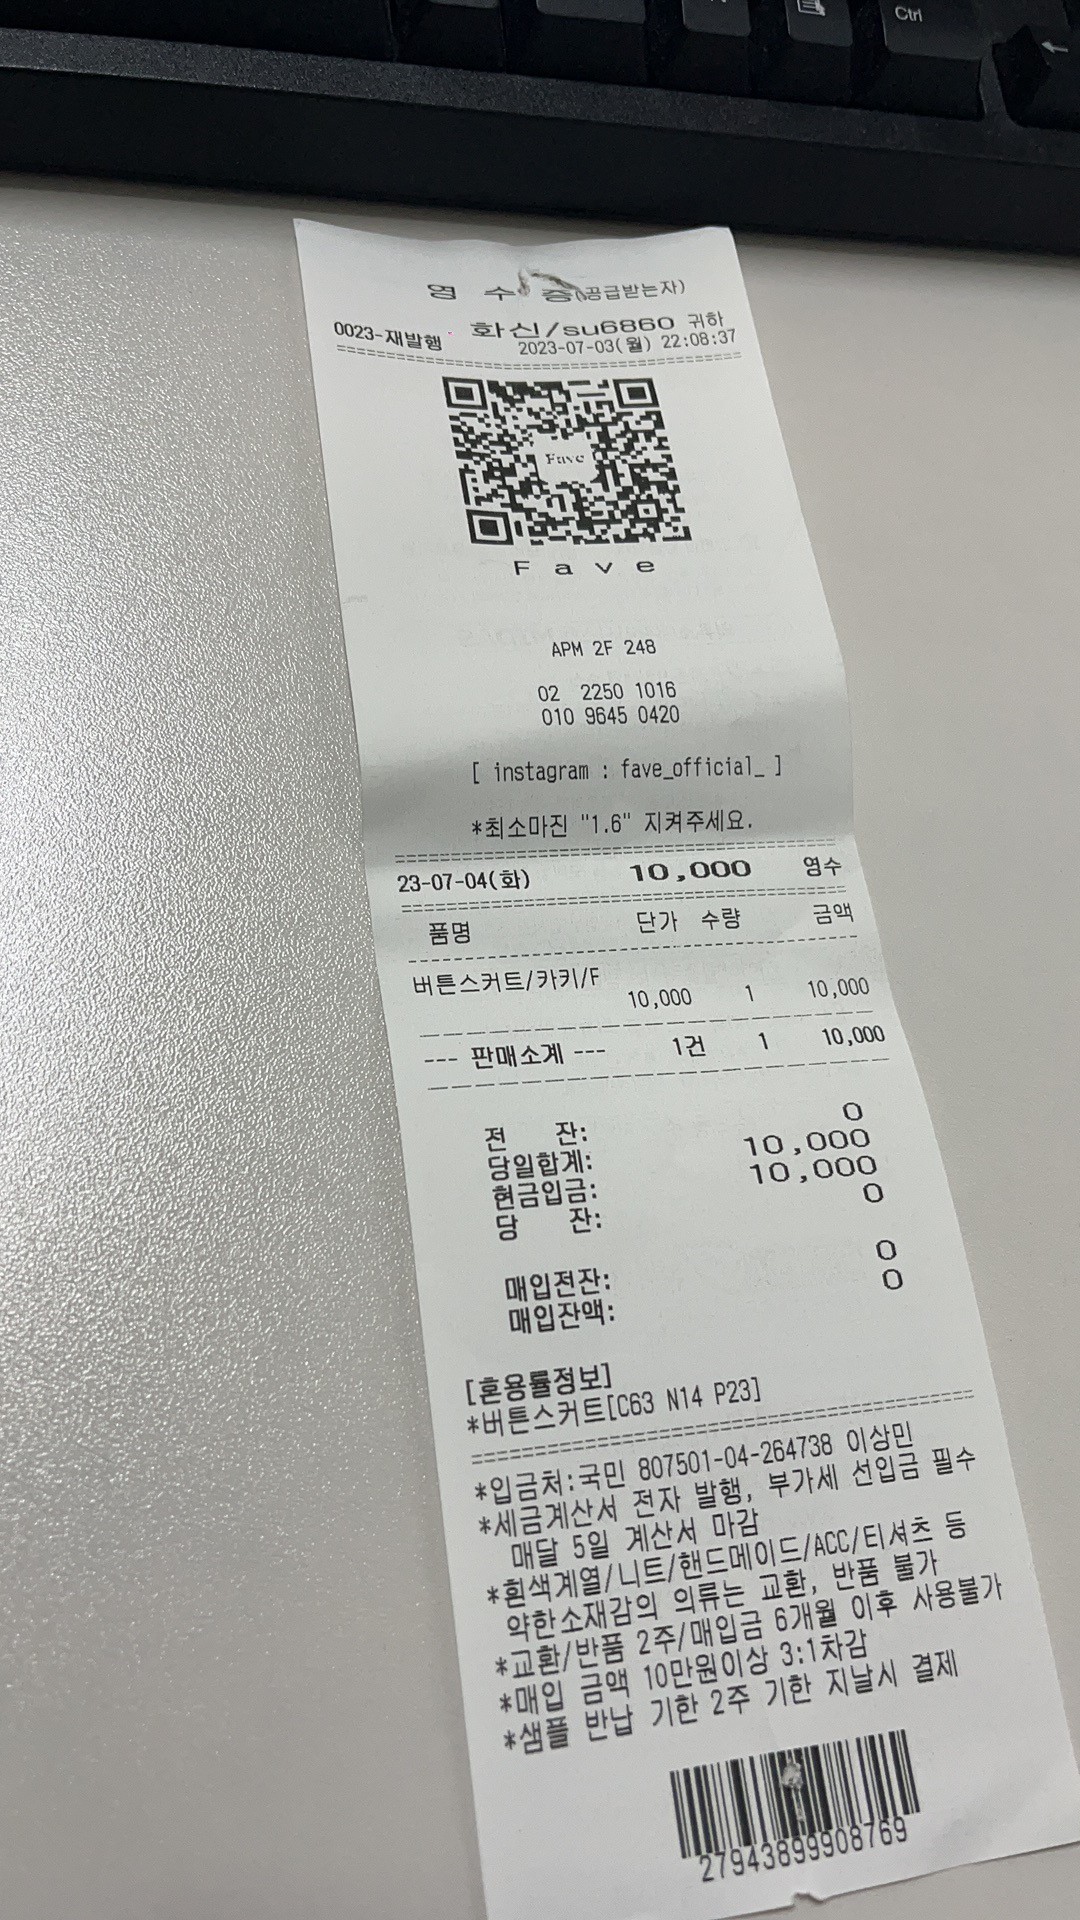 Ctrl
영 수 증(공급받는자)
0023-재발행 화신/su6860 귀하
2023-07-03(월) 22:08:37
Fave
Fave
APM 2F 248
02 2250 1016
010 9645 0420
[ instagram : fave_official_ ]
*최소마진 "1.6" 지켜주세요.
23-07-04(화) 10,000 영수
품명 단가 수량 금액
버튼스커트/카키/F
10,000 1 10,000
--- 판매소계 --- 1건 1 10,000
전 잔: 0
당일합계: 10,000
현금입금: 10,000
당 잔: 0
매입전잔: 0
매입잔액: 0
[혼용률정보]
*버튼스커트[C63 N14 P23]
*입금처:국민 807501-04-264738 이상민
*세금계산서 전자 발행, 부가세 선입금 필수
매달 5일 계산서 마감
*흰색계열/니트/핸드메이드/ACC/티셔츠 등
약한소재감의 의류는 교환, 반품 불가
*교환/반품 2주/매입금 6개월 이후 사용불가
*매입 금액 10만원이상 3:1차감
*샘플 반납 기한 2주 기한 지날시 결제
27943899908769